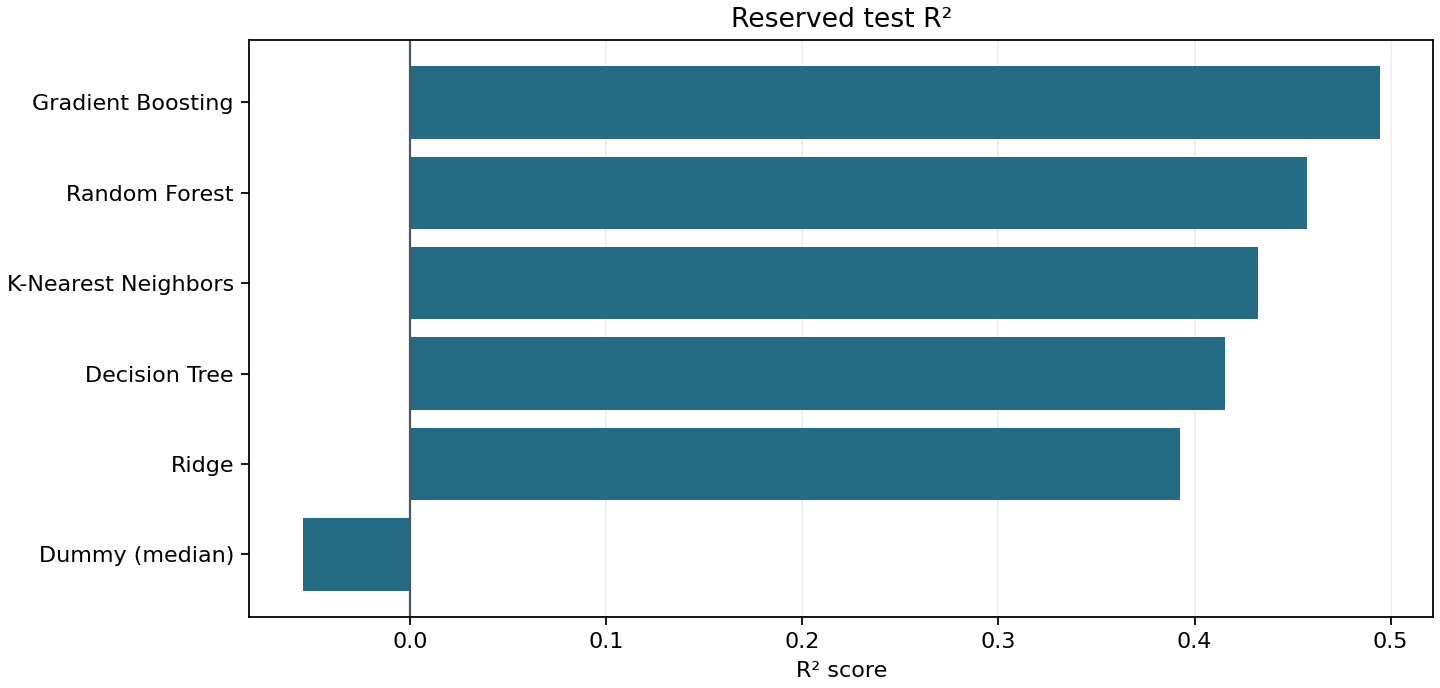 Reserved test R²
Gradient Boosting
Random Forest
K-Nearest Neighbors
Decision Tree
Ridge
Dummy (median)
0.0 0.1 0.2 0.3 0.4 0.5
R² score